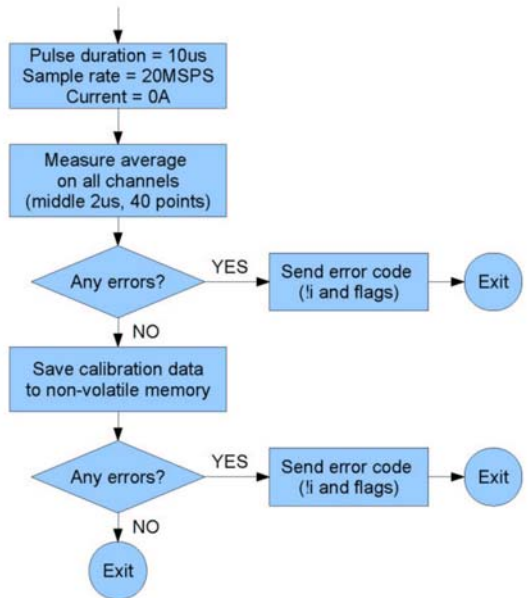 Pulse duration = 10us
Sample rate = 20MSPS
Current = 0A
Measure average
on all channels
(middle 2us, 40 points)
Any errors?
YES
Send error code
(!i and flags)
Exit
NO
Save calibration data
to non-volatile memory
Any errors?
YES
Send error code
(!i and flags)
Exit
NO
Exit